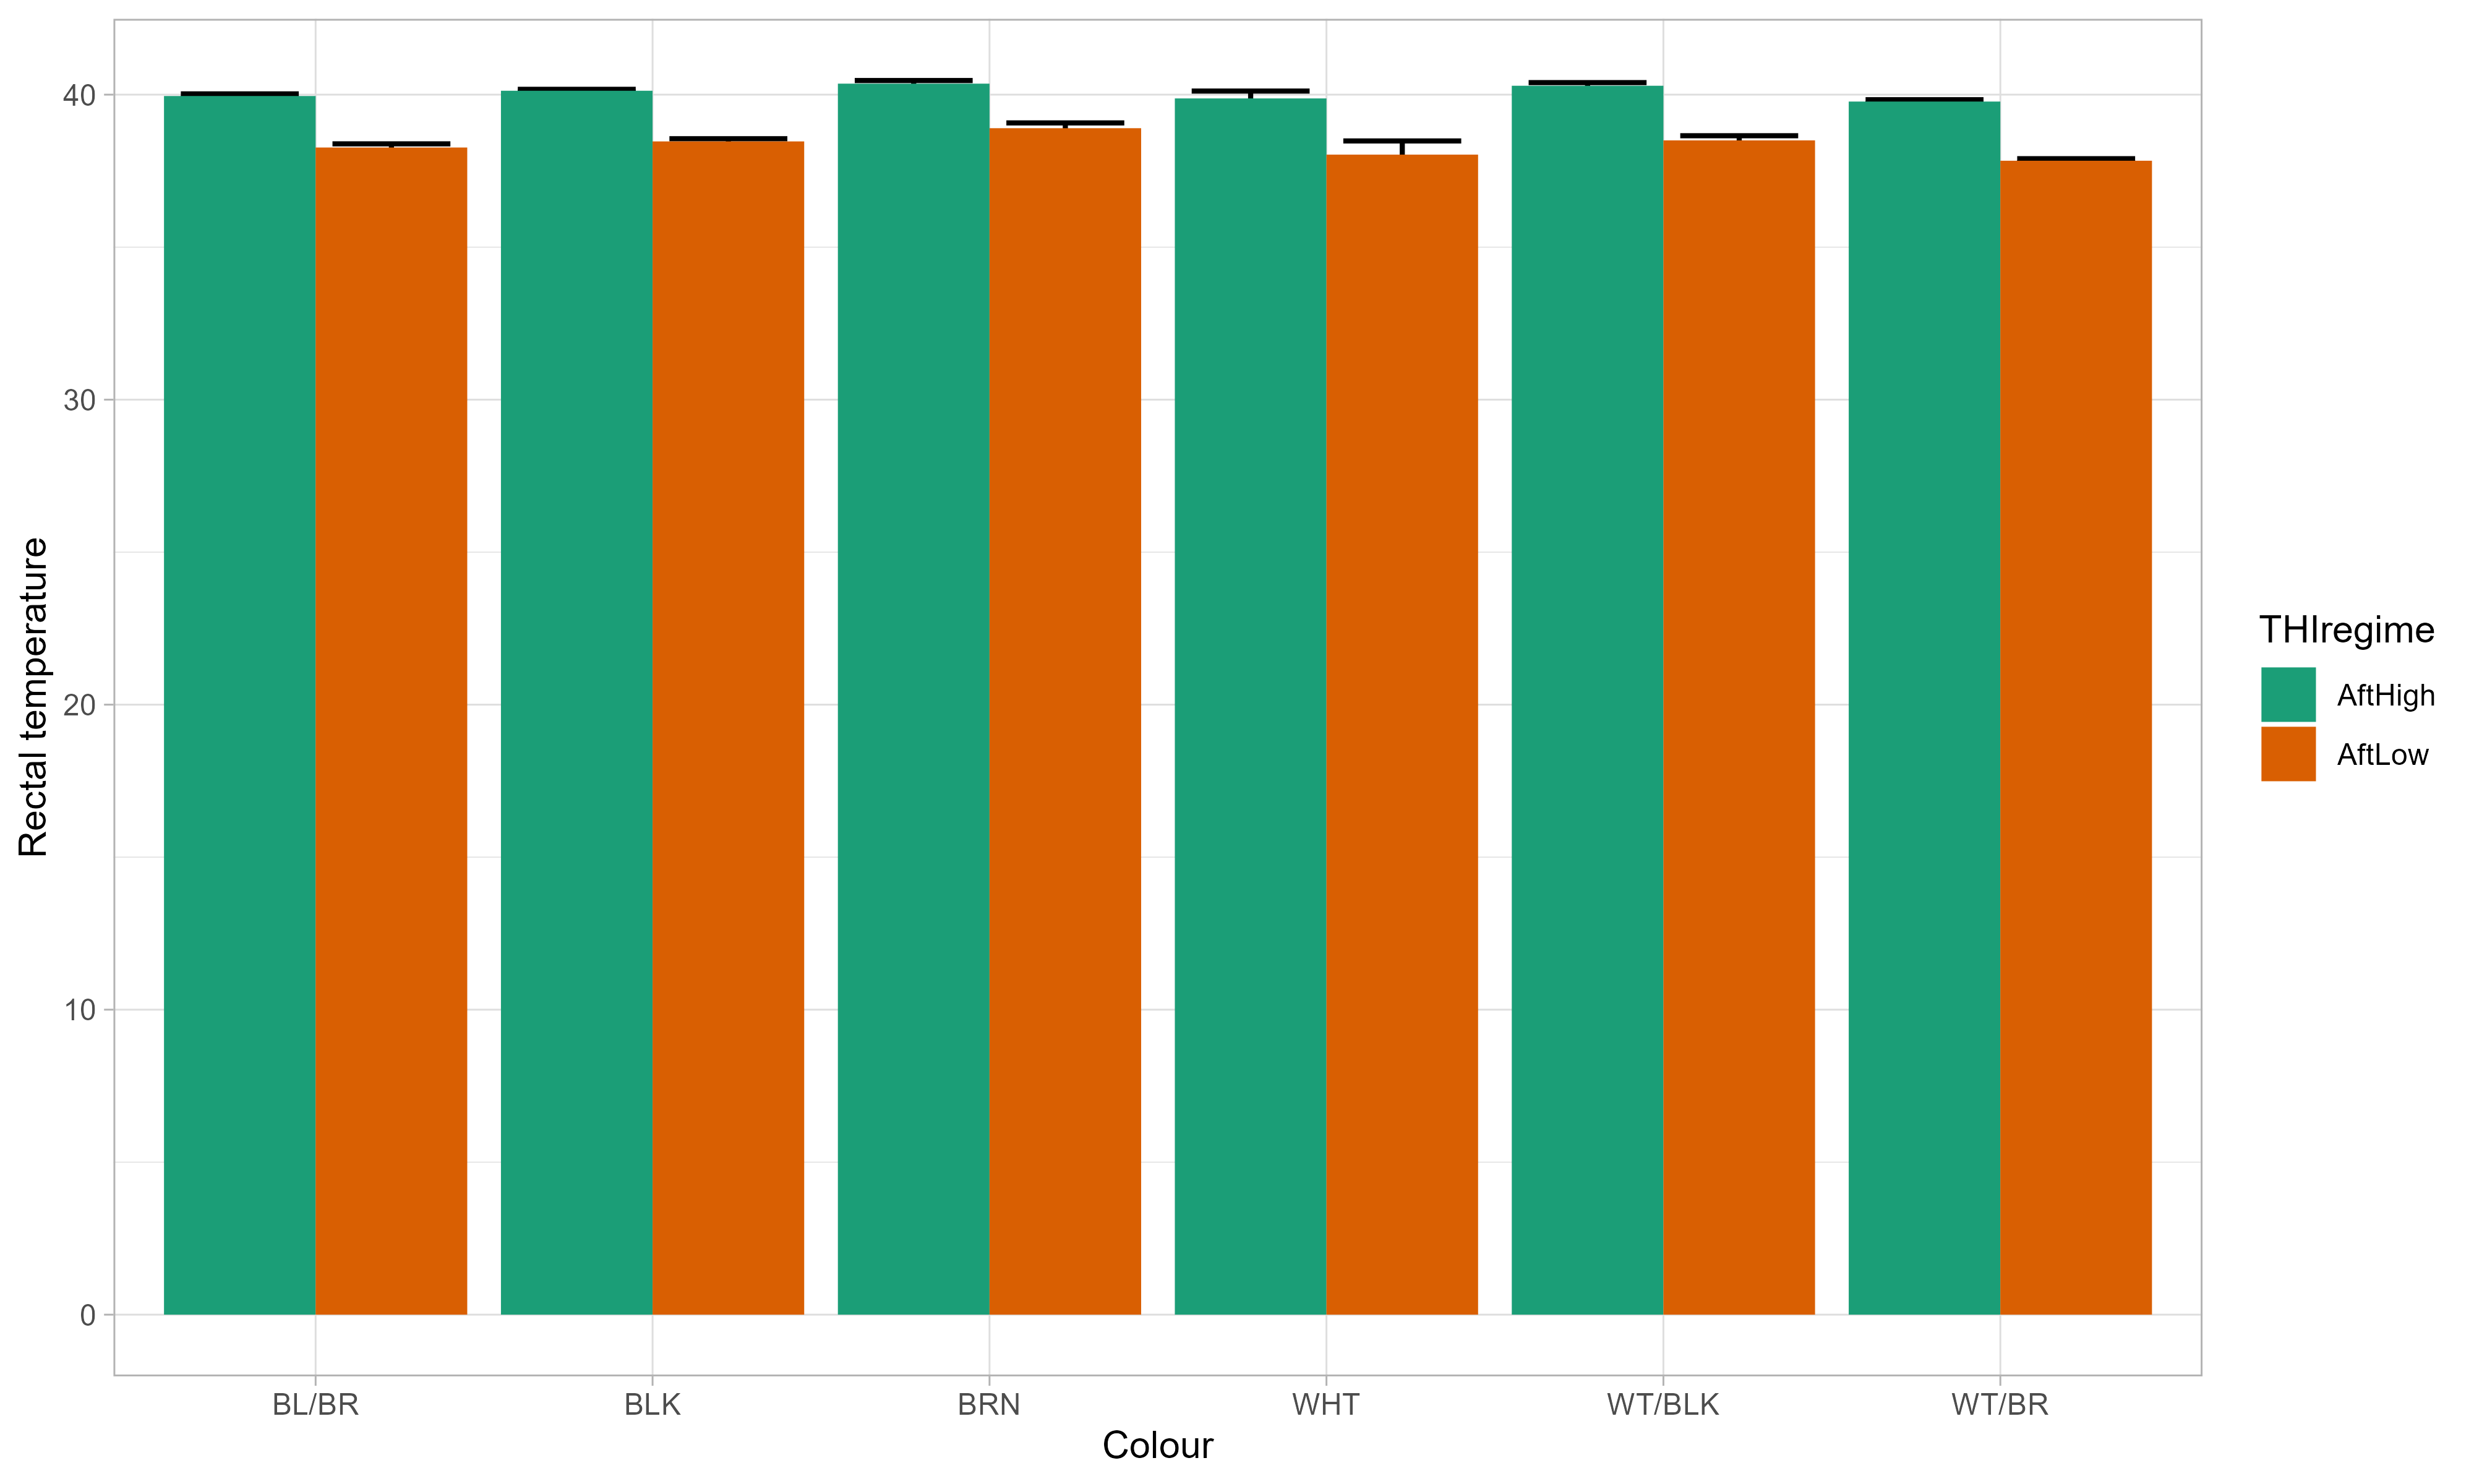 Rectal temperature
40
30
20
10
0
BL/BR BLK BRN WHT WT/BLK WT/BR
Colour
THIregime
AftHigh
AftLow